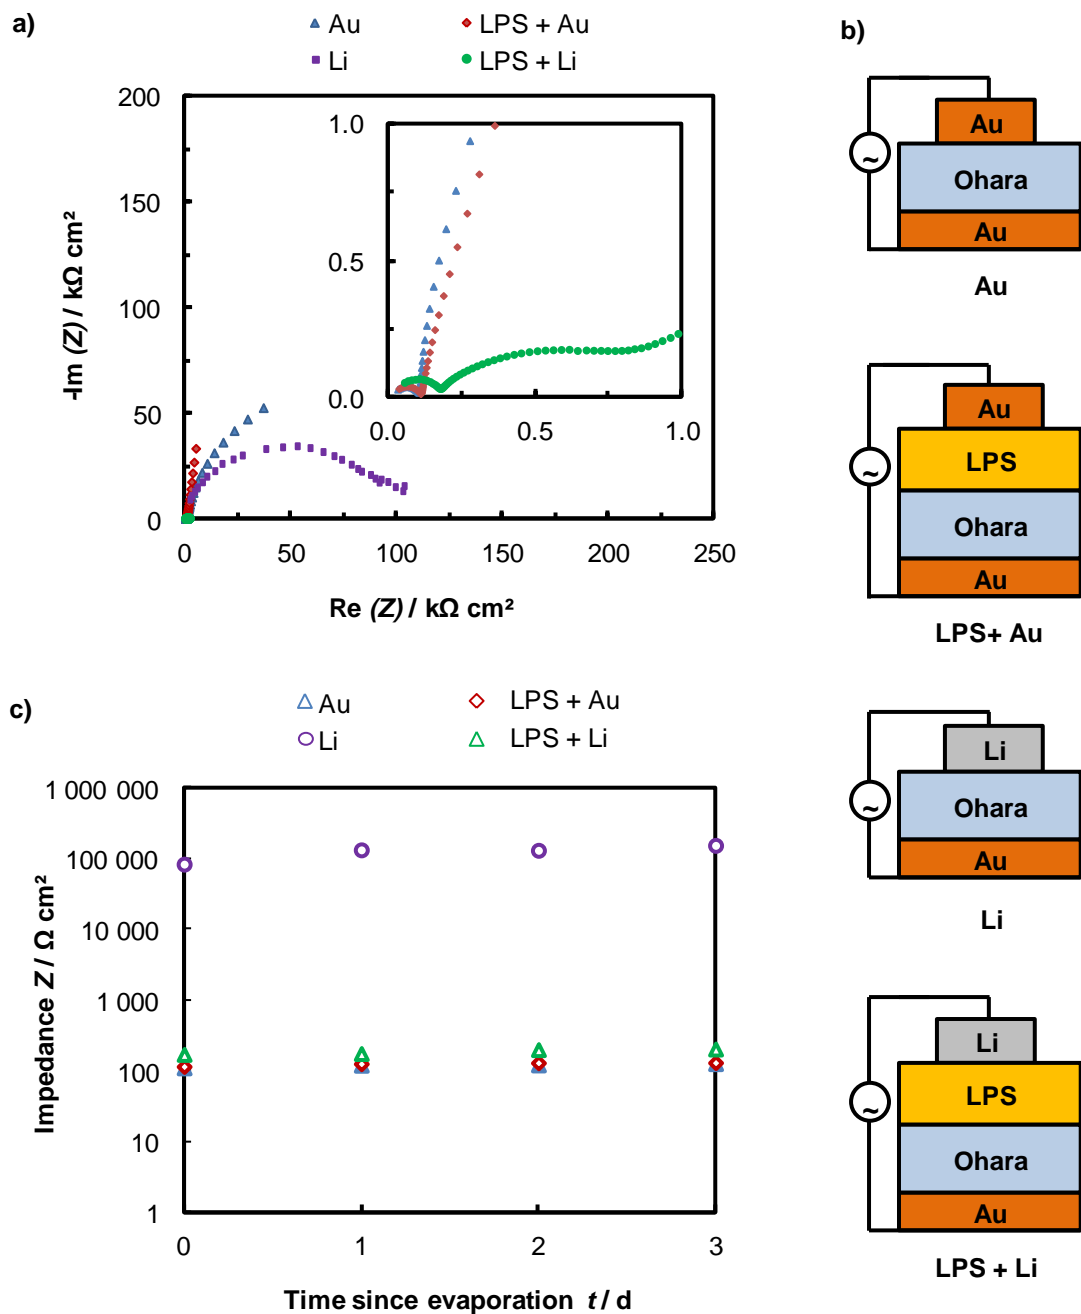 a)
Au
LPS + Au
Li
LPS + Li
200
150
100
50
0
0
50
100
150
200
250
-Im (Z) / kΩ cm²
Re (Z) / kΩ cm²
1.0
0.5
0.0
0.0
0.5
1.0
b)
Au
Ohara
Au
Au
~
Au
LPS
Ohara
Au
LPS+ Au
~
Li
Ohara
Au
Li
~
Li
LPS
Ohara
Au
LPS + Li
~
c)
Au
LPS + Au
Li
LPS + Li
1 000 000
100 000
10 000
1 000
100
10
1
0
1
2
3
Impedance Z / Ω cm²
Time since evaporation t / d